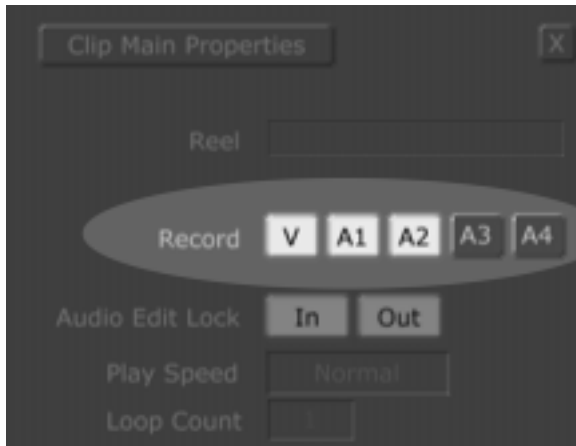 Clip Main Properties X
Reel
Record V A1 A2 A3 A4
Audio Edit Lock In Out
Play Speed Normal
Loop Count 1